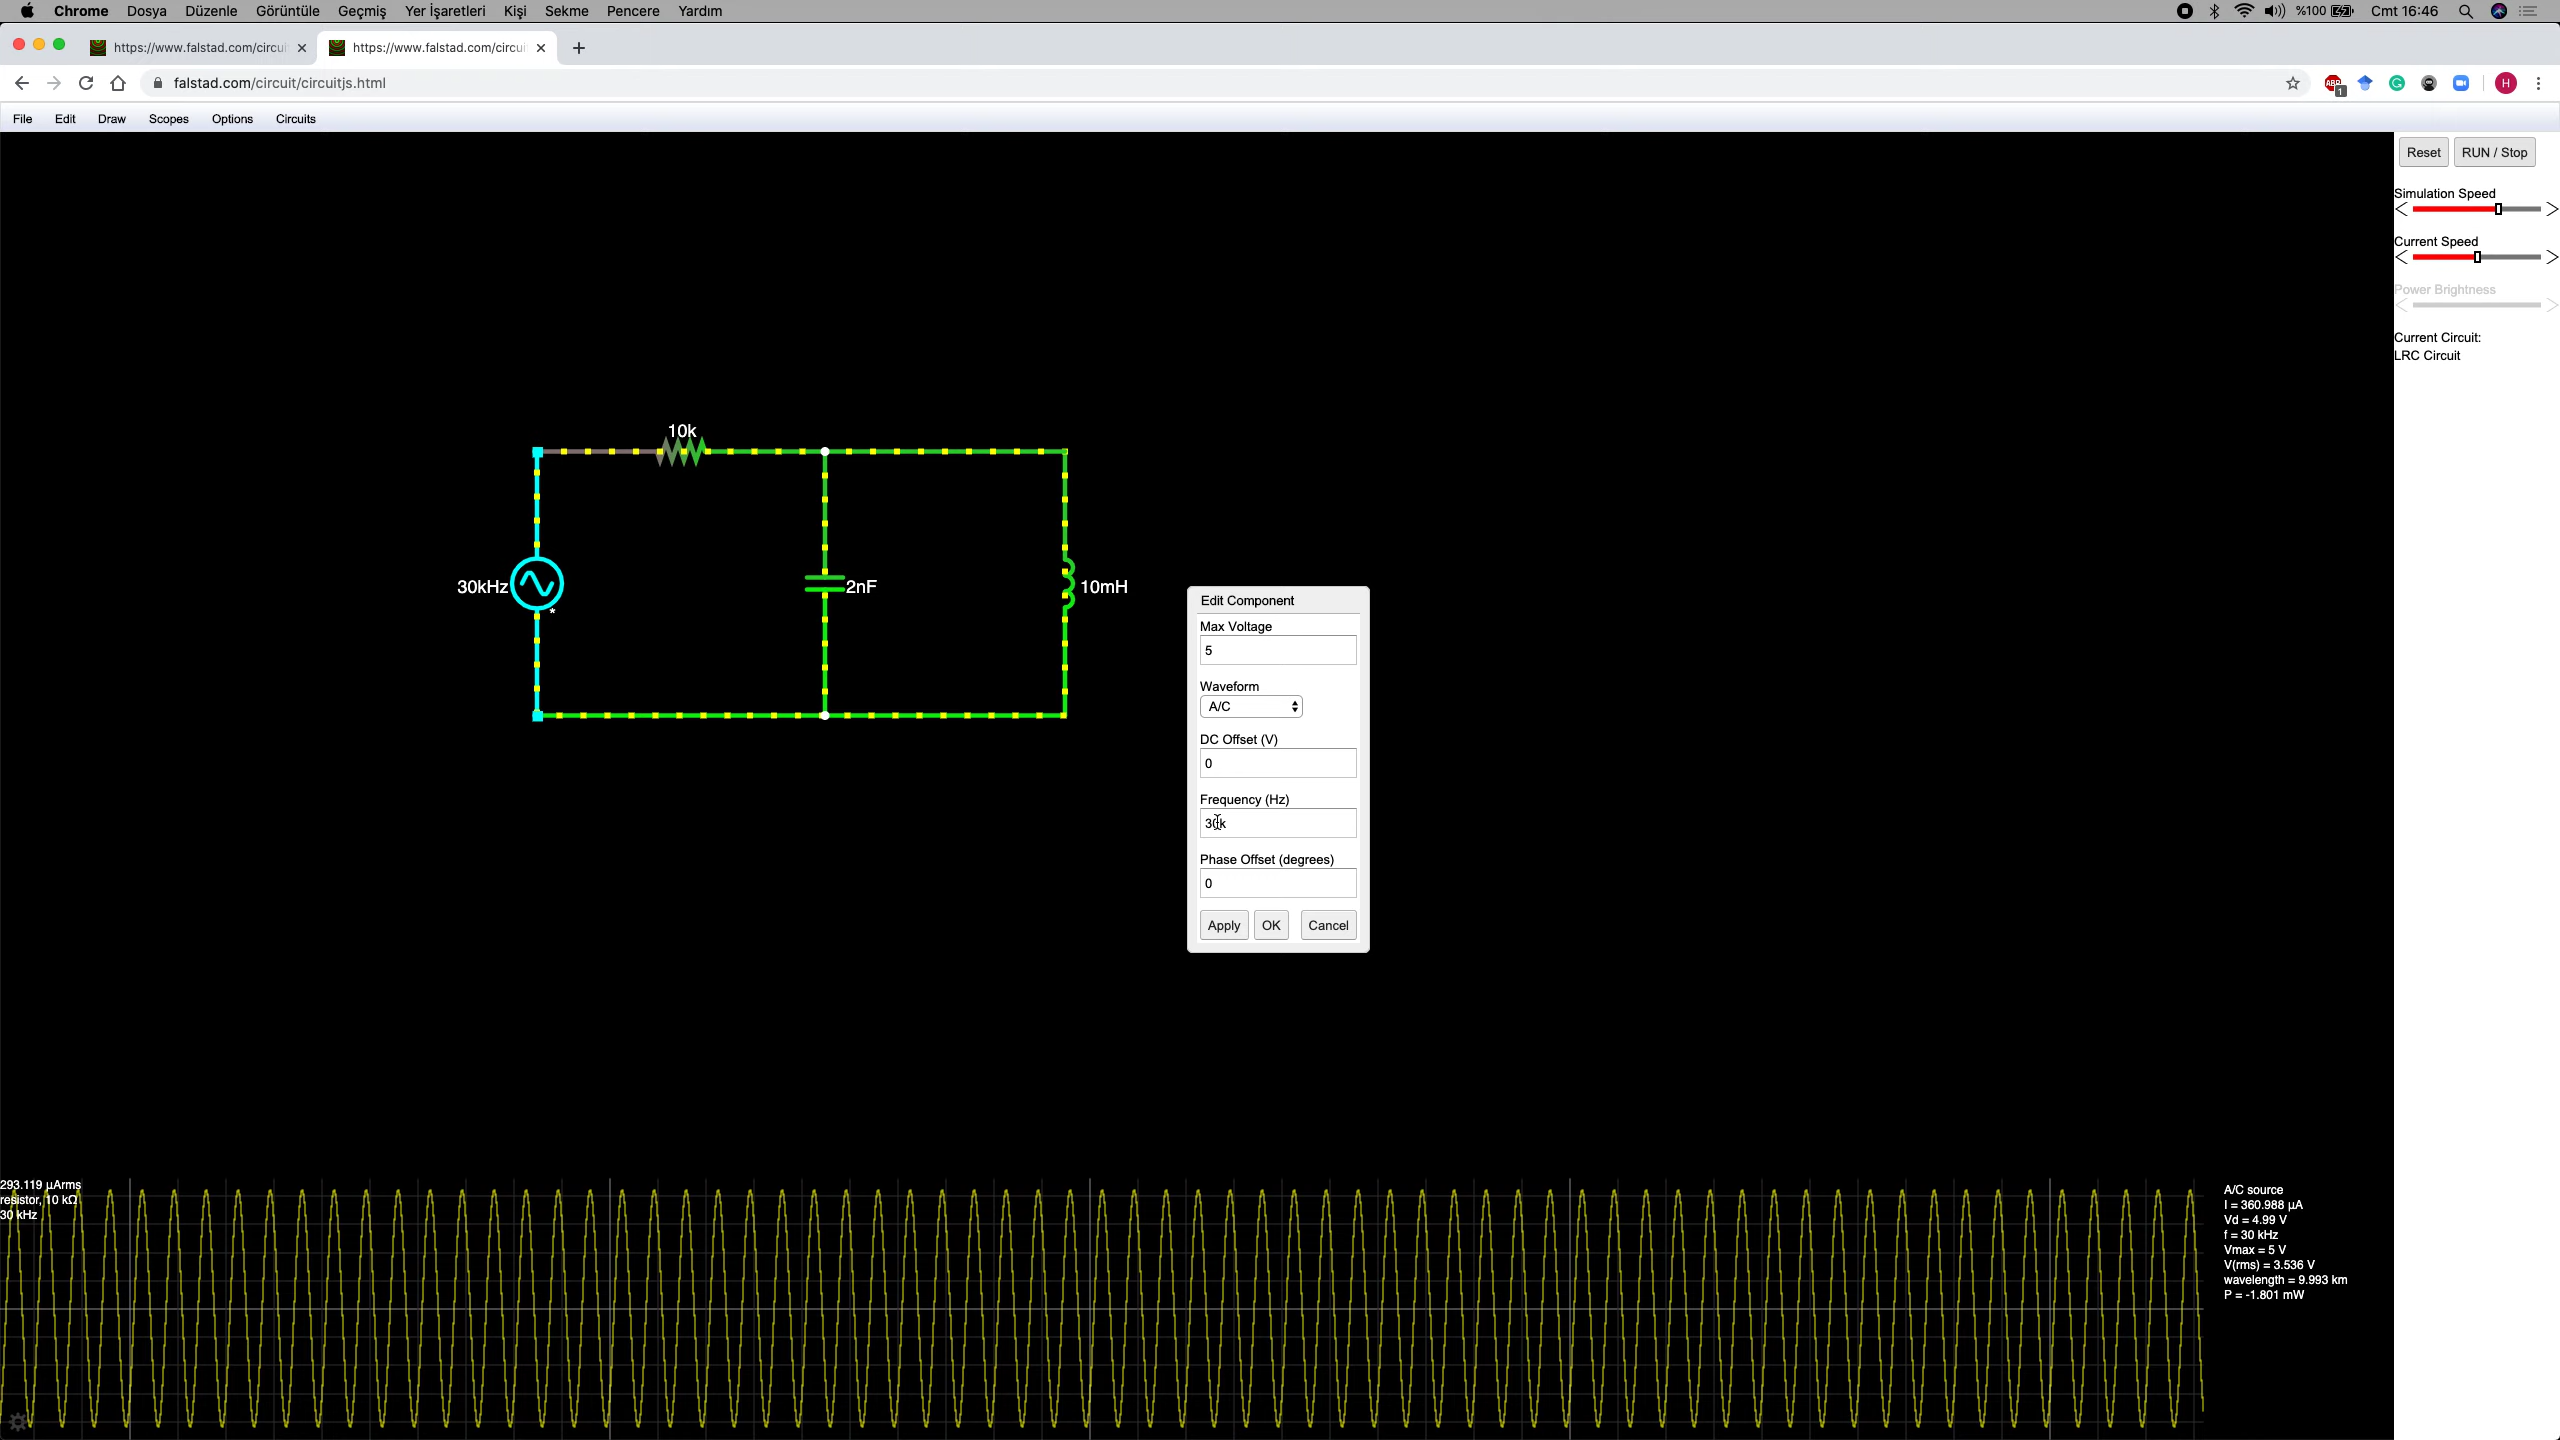 Chrome Dosya Düzenle Görüntüle Geçmiş Yer İşaretleri Kişi Sekme Pencere Yardım %100 Cmt 16:46
https://www.falstad.com/circui https://www.falstad.com/circui
falstad.com/circuit/circuitjs.html ABP 1 H
File Edit Draw Scopes Options Circuits
Reset RUN / Stop
Simulation Speed
Current Speed
Power Brightness
Current Circuit:
LRC Circuit
10k
30kHz
2nF
10mH
*
Edit Component
Max Voltage
5
Waveform
A/C
DC Offset (V)
0
Frequency (Hz)
30k
Phase Offset (degrees)
0
Apply OK Cancel
293.119 μArms
resistor, 10 kΩ
30 kHz
A/C source
I = 360.988 μA
Vd = 4.99 V
f = 30 kHz
Vmax = 5 V
V(rms) = 3.536 V
wavelength = 9.993 km
P = -1.801 mW